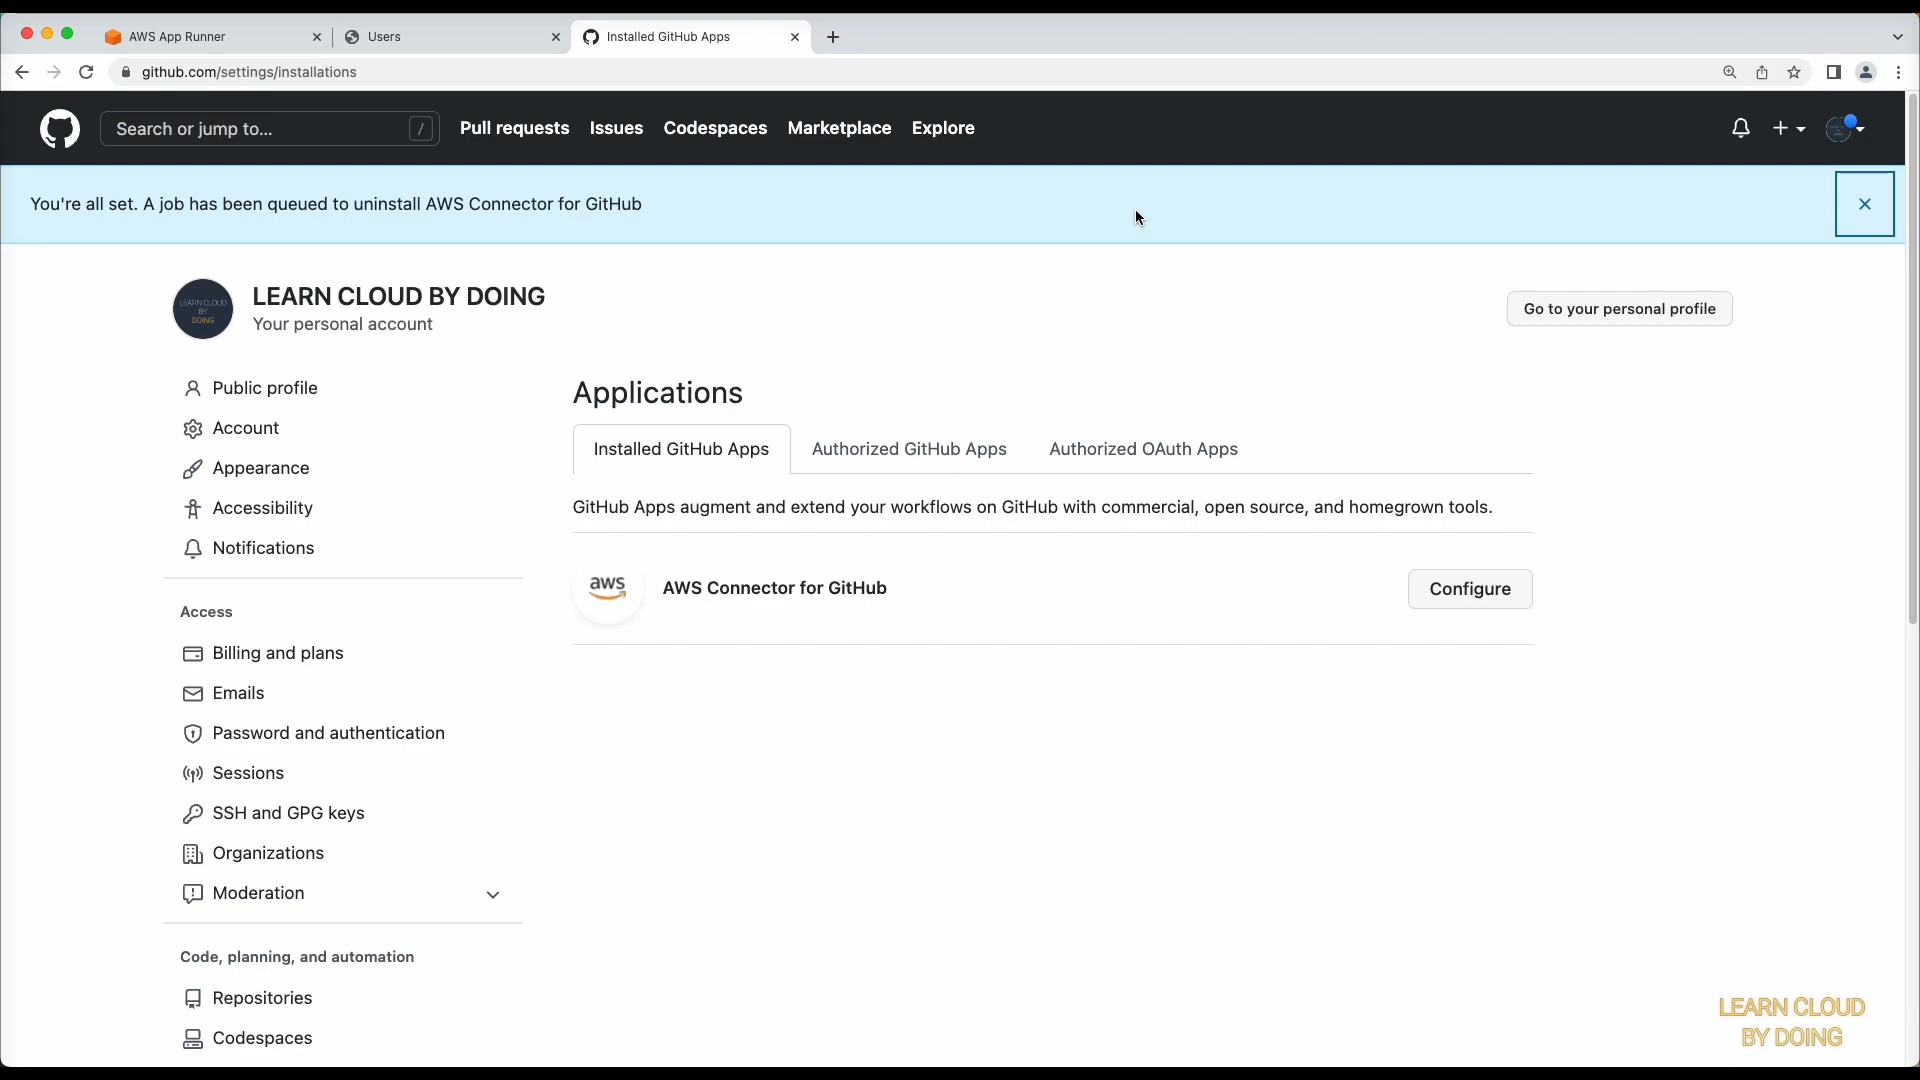 AWS App Runner
Users
Installed GitHub Apps
github.com/settings/installations
Search or jump to...
/
Pull requests
Issues
Codespaces
Marketplace
Explore
You're all set. A job has been queued to uninstall AWS Connector for GitHub
LEARN CLOUD
BY
DOING
LEARN CLOUD BY DOING
Your personal account
Go to your personal profile
Public profile
Account
Appearance
Accessibility
Notifications
Access
Billing and plans
Emails
Password and authentication
Sessions
SSH and GPG keys
Organizations
Moderation
Code, planning, and automation
Repositories
Codespaces
Applications
Installed GitHub Apps
Authorized GitHub Apps
Authorized OAuth Apps
GitHub Apps augment and extend your workflows on GitHub with commercial, open source, and homegrown tools.
aws
AWS Connector for GitHub
Configure
LEARN CLOUD
BY DOING